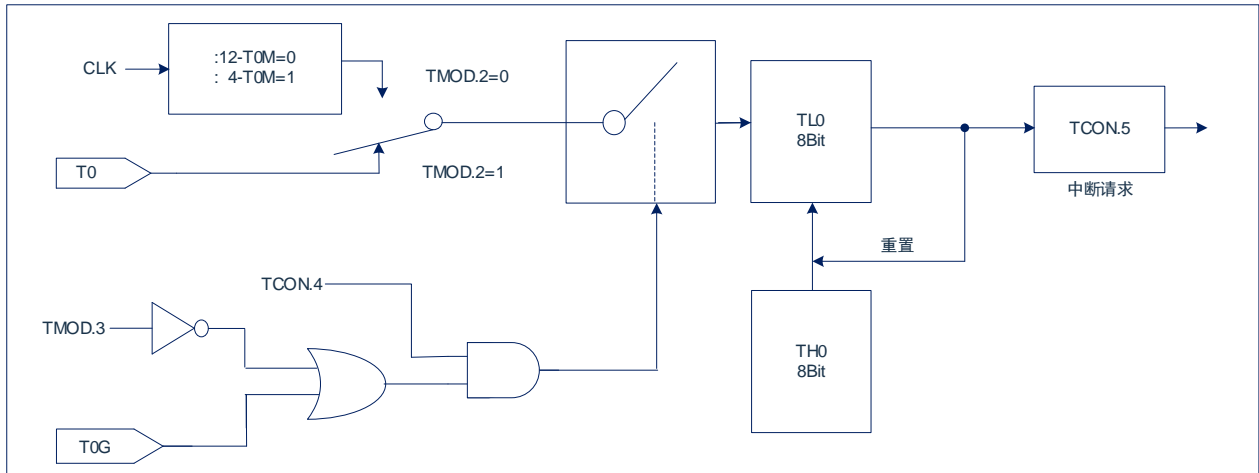 :12-T0M=0
: 4-T0M=1
CLK
TMOD.2=0
TL0
8Bit
TCON.5
T0
TMOD.2=1
中断请求
重置
TCON.4
TMOD.3
TH0
8Bit
T0G